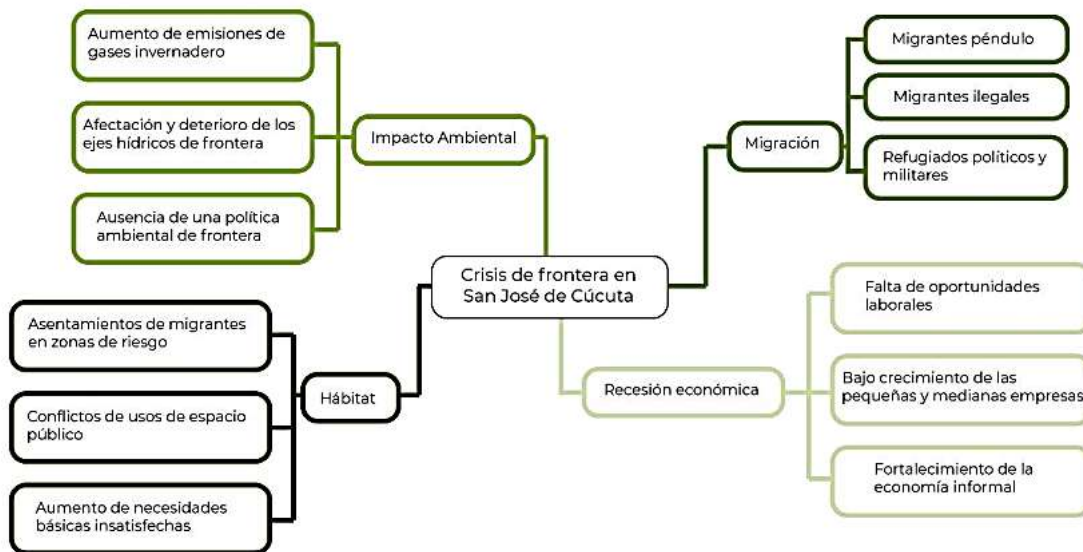 Aumento de emisiones de
gases invernadero
Afectación y deterioro de los
ejes hídricos de frontera
Ausencia de una política
ambiental de frontera
Impacto Ambiental
Migrantes péndulo
Migrantes ilegales
Refugiados políticos y
militares
Migración
Crisis de frontera en
San José de Cúcuta
Asentamientos de migrantes
en zonas de riesgo
Conflictos de usos de espacio
público
Aumento de necesidades
básicas insatisfechas
Hábitat
Recesión económica
Falta de oportunidades
laborales
Bajo crecimiento de las
pequeñas y medianas empresas
Fortalecimiento de la
economía informal